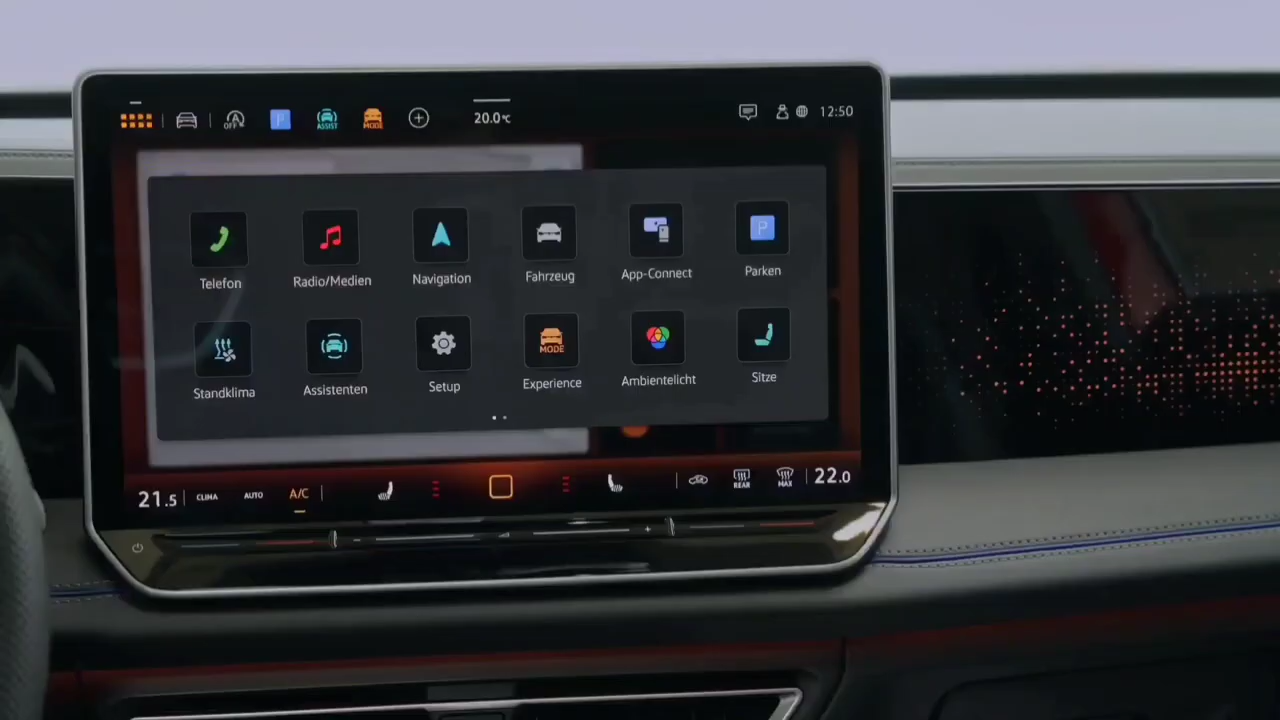 OFF P ASSIST MODE 20.0°C 12:50
P
Telefon Radio/Medien Navigation Fahrzeug App-Connect Parken
MODE
Standklima Assistenten Setup Experience Ambientelicht Sitze
21.5 CLIMA AUTO A/C REAR MAX 22.0